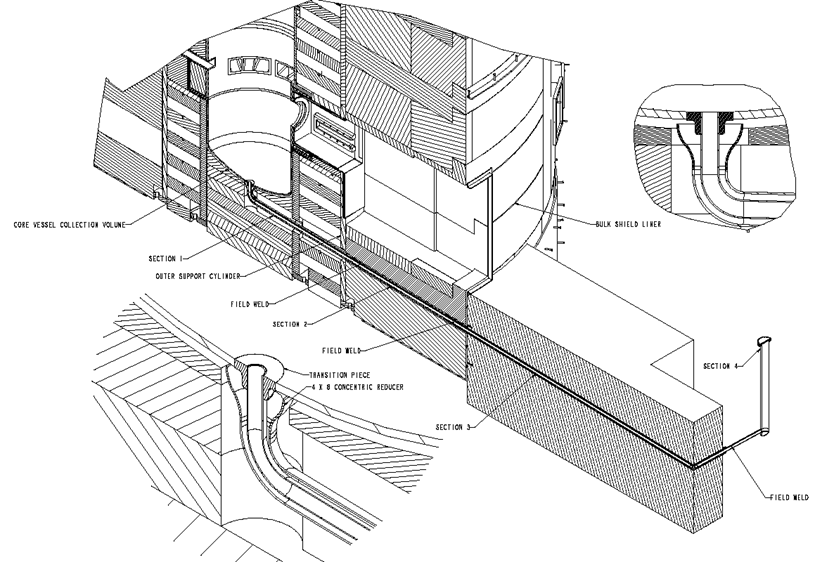 CORE VESSEL COLLECTION VOLUNE
BULK SHIELD LINER
SECTION 1
OUTER SUPPORT CYLINDER
FIELD WELD
SECTION 2
FIELD WELD
SECTION 4
TRANSITION PIECE
4 X 8 CONCENTRIC REDUCER
SECTION 3
FIELD WELD